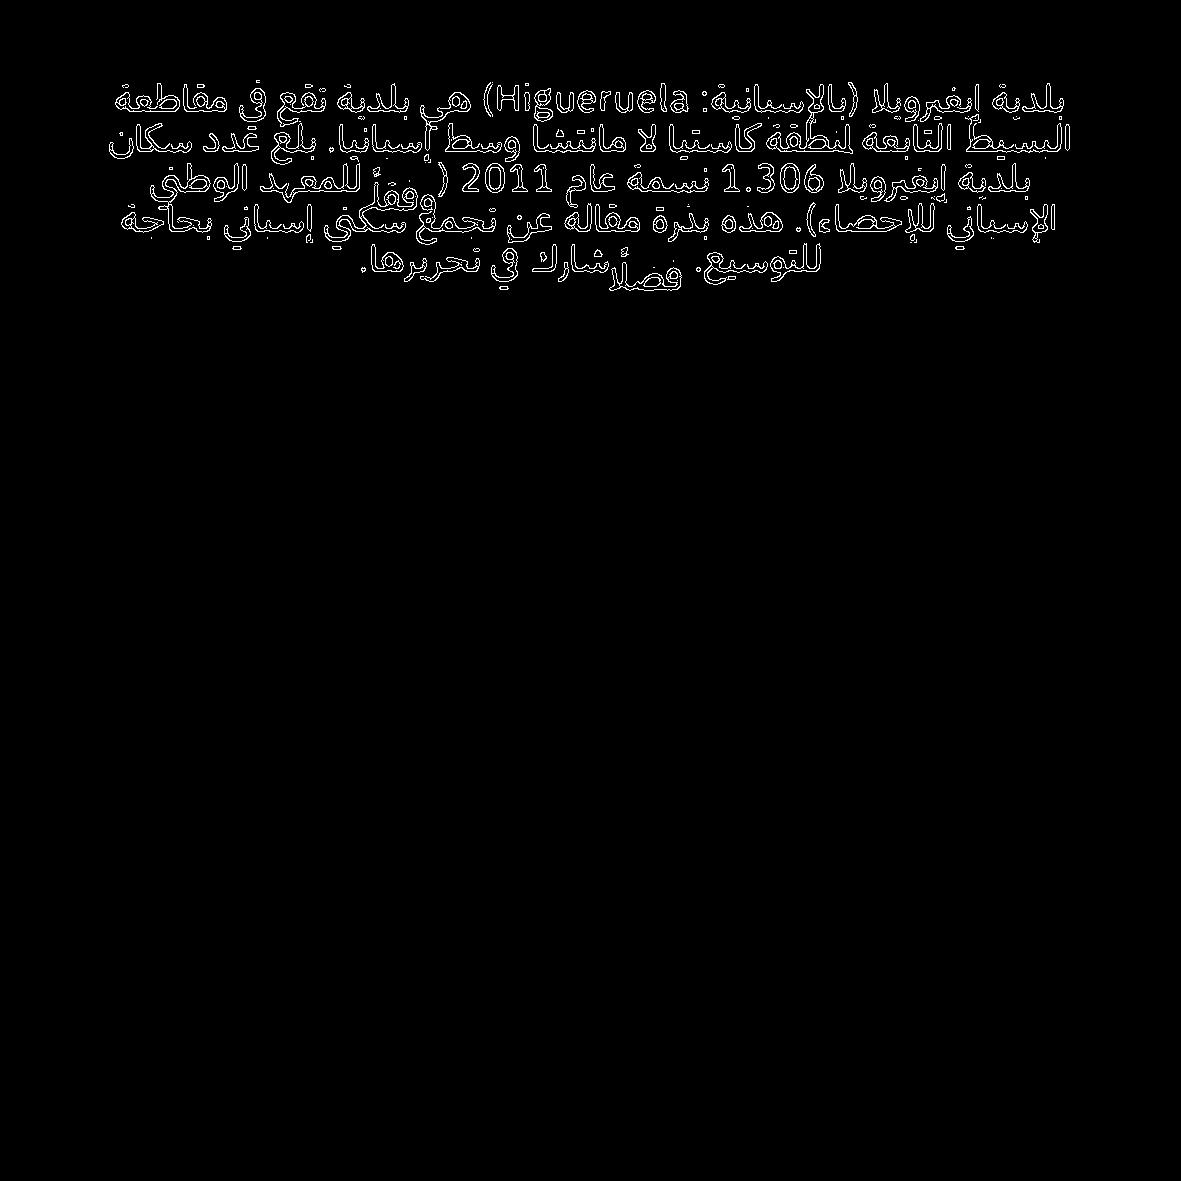 بلدية إيغيرويلا (بالإسبانية: Higueruela) هي بلدية تقع في مقاطعة
البسيط التابعة لمنطقة كاستيا لا مانتشا وسط إسبانيا. بلغ عدد سكان
بلدية إيغيرويلا 1.306 نسمة عام 2011 (وفقاً للمعهد الوطني
الإسباني للإحصاء). هذه بذرة مقالة عن تجمع سكني إسباني بحاجة
للتوسيع. فضلًا شارك في تحريرها.